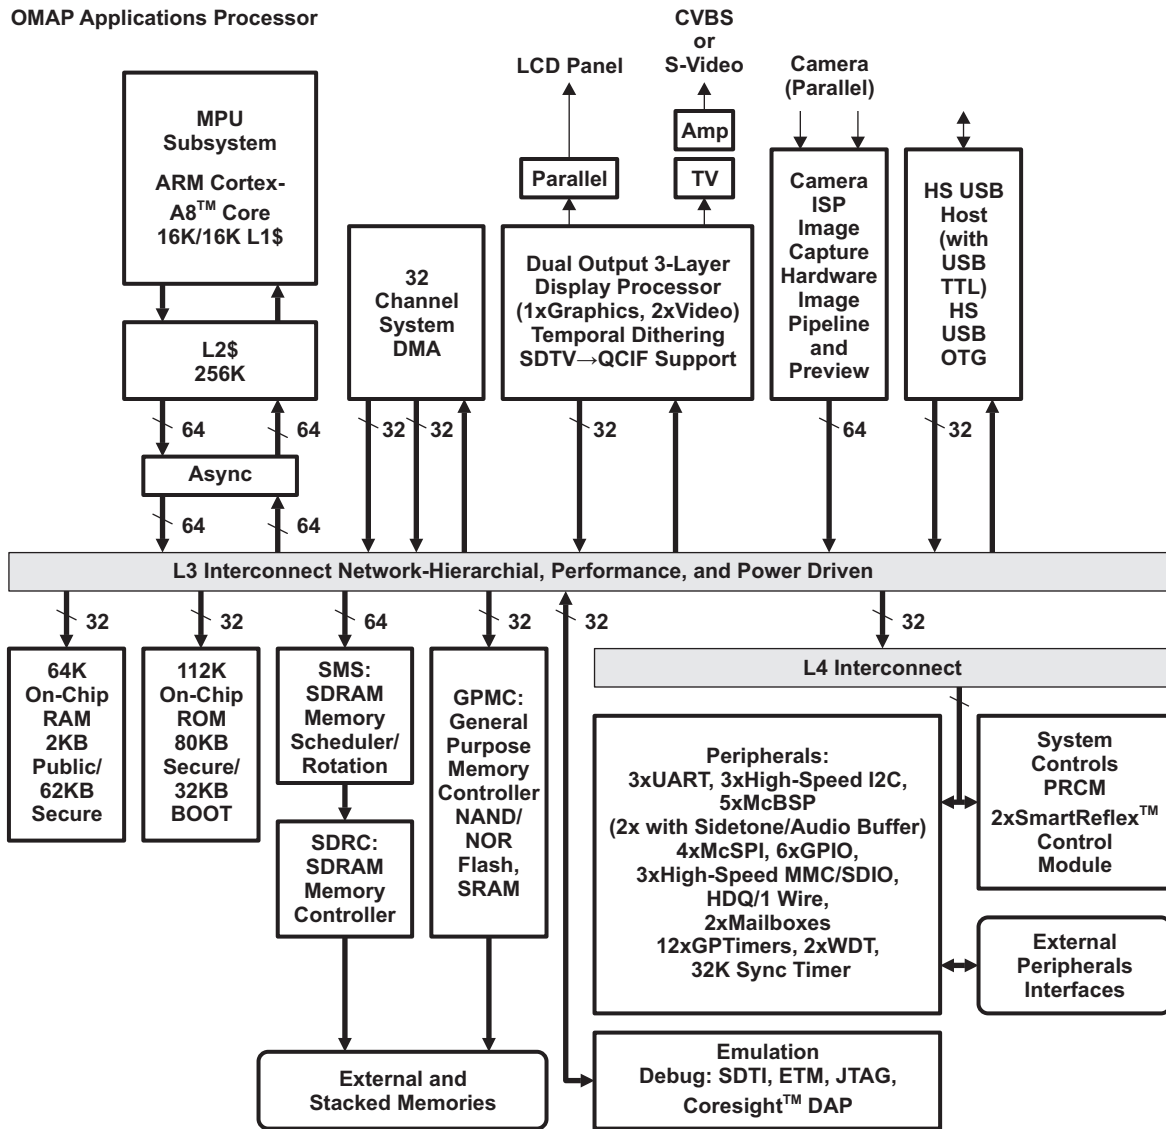 OMAP Applications Processor
CVBS
or
S-Video
LCD Panel
Camera
(Parallel)
MPU
Subsystem
ARM Cortex-
A8™ Core
16K/16K L1$
Amp
Parallel
TV
32
Channel
System
DMA
Dual Output 3-Layer
Display Processor
(1xGraphics, 2xVideo)
Temporal Dithering
SDTV→QCIF Support
Camera
ISP
Image
Capture
Hardware
Image
Pipeline
and
Preview
HS USB
Host
(with
USB
TTL)
HS
USB
OTG
L2$
256K
64
64
32
32
32
64
32
Async
64
64
L3 Interconnect Network-Hierarchial, Performance, and Power Driven
32
32
64
32
32
32
64K
On-Chip
RAM
2KB
Public/
62KB
Secure
112K
On-Chip
ROM
80KB
Secure/
32KB
BOOT
SMS:
SDRAM
Memory
Scheduler/
Rotation
SDRC:
SDRAM
Memory
Controller
GPMC:
General
Purpose
Memory
Controller
NAND/
NOR
Flash,
SRAM
L4 Interconnect
Peripherals:
3xUART, 3xHigh-Speed I2C,
5xMcBSP
(2x with Sidetone/Audio Buffer)
4xMcSPI, 6xGPIO,
3xHigh-Speed MMC/SDIO,
HDQ/1 Wire,
2xMailboxes
12xGPTimers, 2xWDT,
32K Sync Timer
System
Controls
PRCM
2xSmartReflex™
Control
Module
External
Peripherals
Interfaces
External and
Stacked Memories
Emulation
Debug: SDTI, ETM, JTAG,
Coresight™ DAP